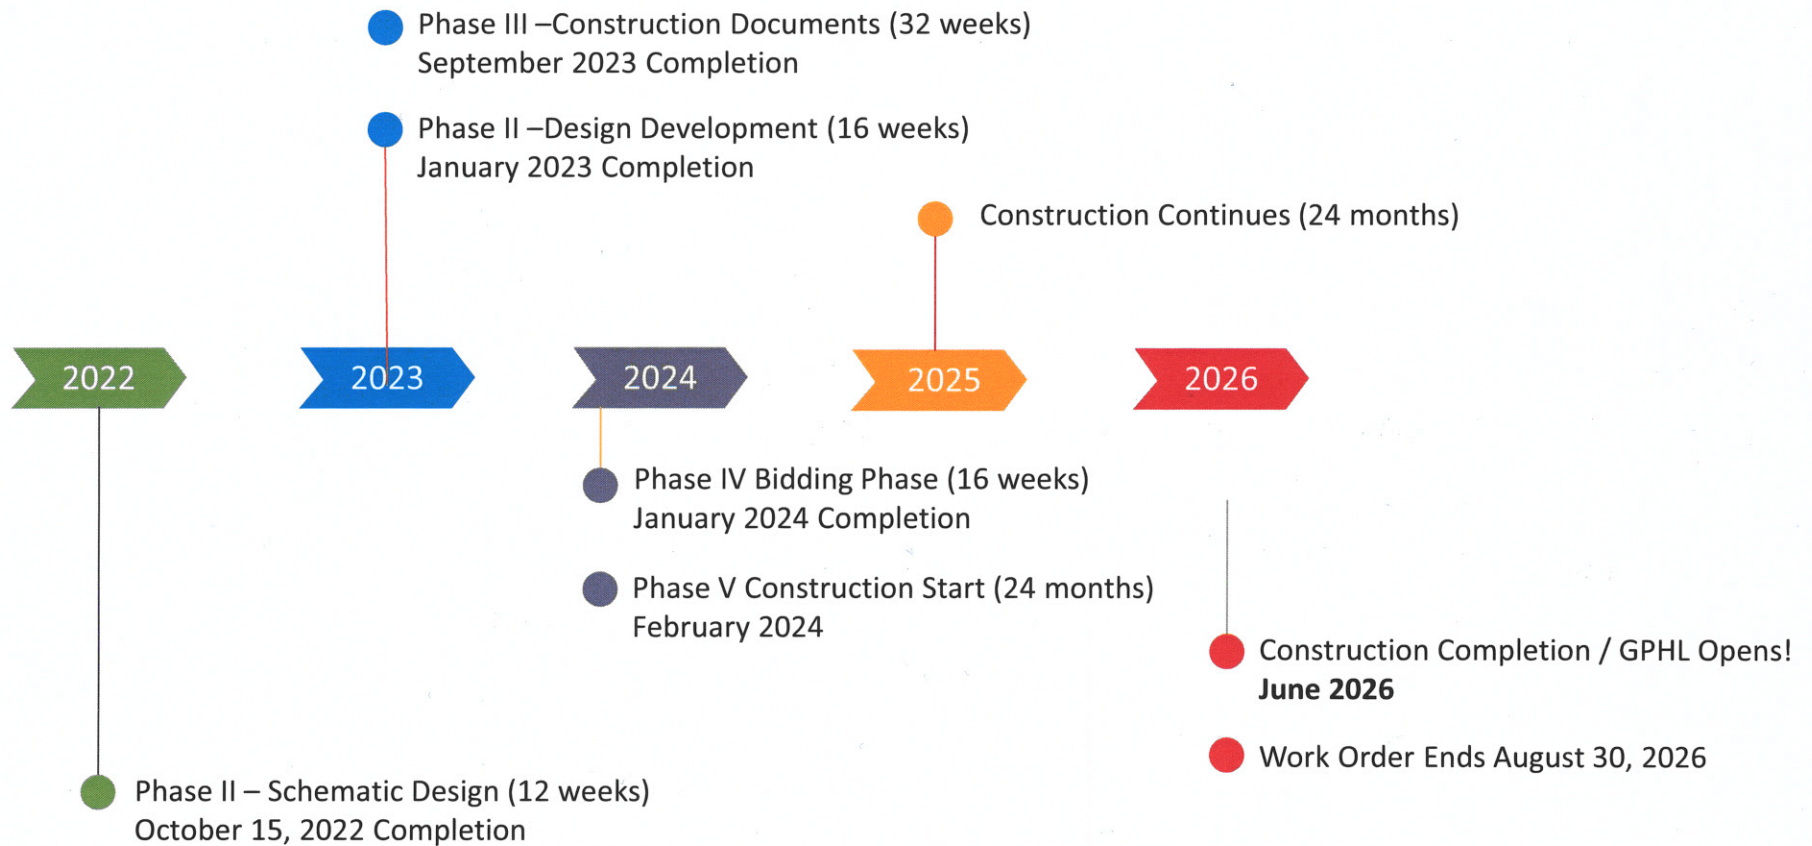 Phase III –Construction Documents (32 weeks)
September 2023 Completion
Phase II –Design Development (16 weeks)
January 2023 Completion
Construction Continues (24 months)
2022
2023
2024
2025
2026
Phase IV Bidding Phase (16 weeks)
January 2024 Completion
Phase V Construction Start (24 months)
February 2024
Construction Completion / GPHL Opens!
June 2026
Work Order Ends August 30, 2026
Phase II – Schematic Design (12 weeks)
October 15, 2022 Completion